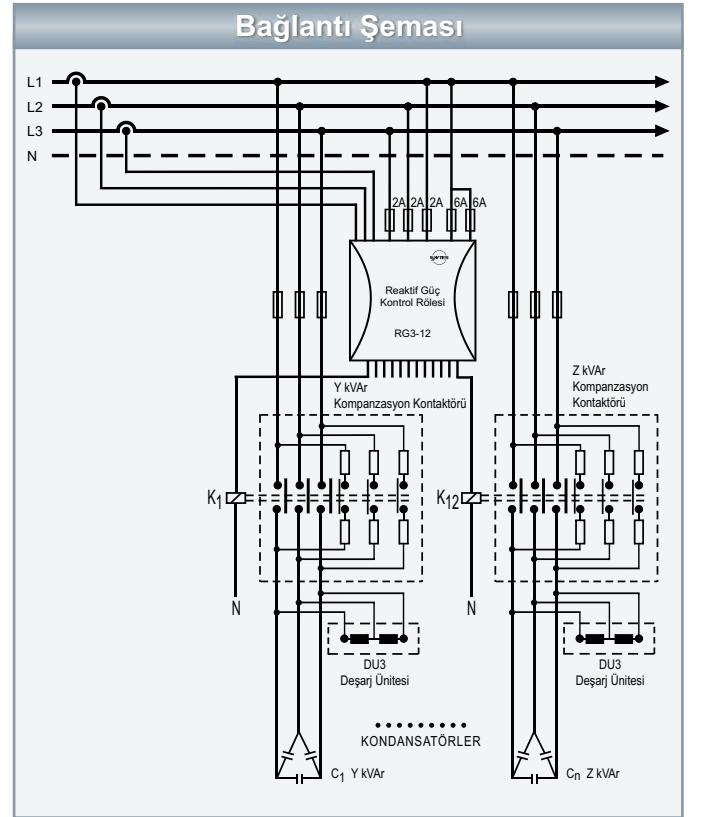 Bağlantı Şeması
L1
L2
L3
N
2A 2A 2A 6A 6A
Reaktif Güç
Kontrol Rölesi
RG3-12
Y kVAr
Kompanzasyon Kontaktörü
Z kVAr
Kompanzasyon
Kontaktörü
K1
K12
N
N
DU3
Deşarj Ünitesi
DU3
Deşarj Ünitesi
KONDANSATÖRLER
C1 Y kVAr
Cn Z kVAr